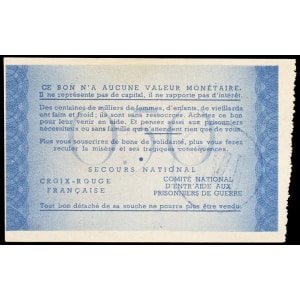 CE BON N'A AUCUNE VALEUR MONÉTAIRE.
Il ne représente pas de capital, il ne rapporte pas d'intérêt.
Des centaines de milliers de femmes, d'enfants, de vieillards
ont faim et froid ; ils sont sans ressources. Achetez ce bon
pour leur venir en aide. Et pensez aussi aux prisonniers
nécessiteux ou sans famille qui n'attendent rien que de vous.
Plus vous souscrirez de bons de solidarité, plus vous ferez
reculer la misère et ses tragiques conséquences.
SECOURS NATIONAL
CROIX-ROUGE
FRANÇAISE
COMITÉ NATIONAL
D'ENTR'AIDE AUX
PRISONNIERS DE GUERRE
Tout bon détaché de sa souche ne pourra plus être vendu.